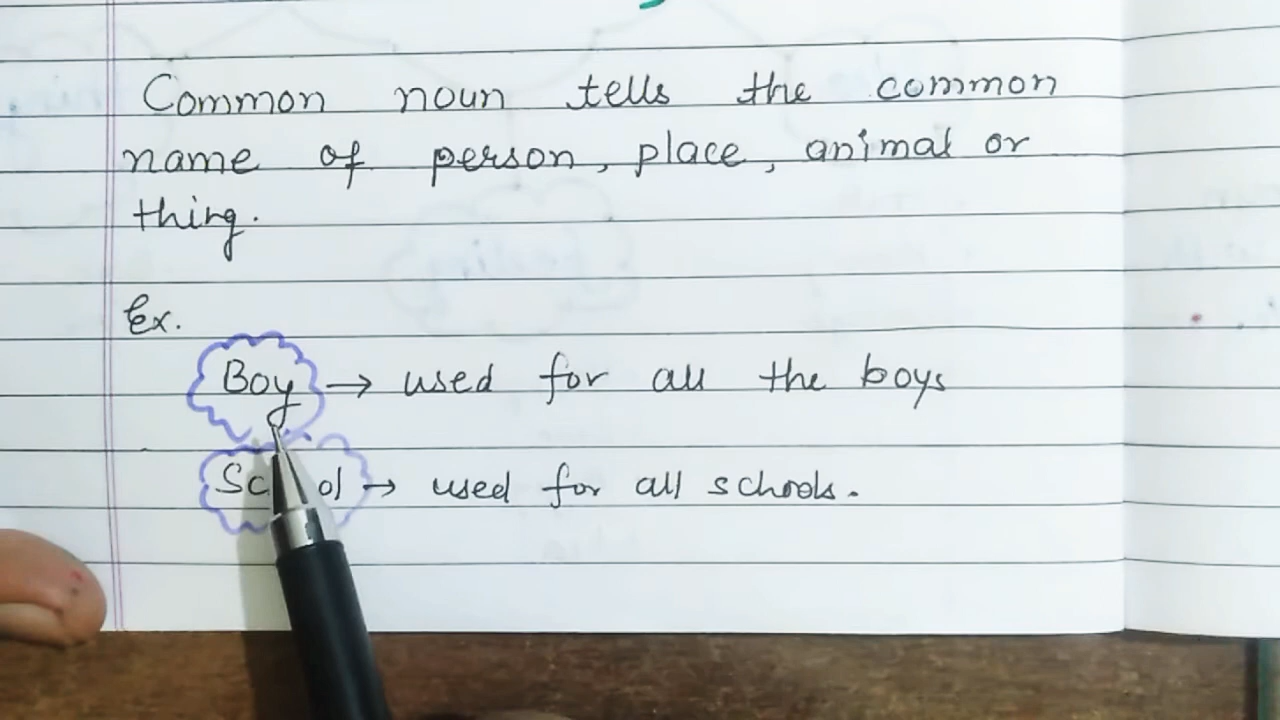 Common noun tells the common
name of person, place, animal or
thing.
Ex.
Boy → used for all the boys
→ used for all schools.